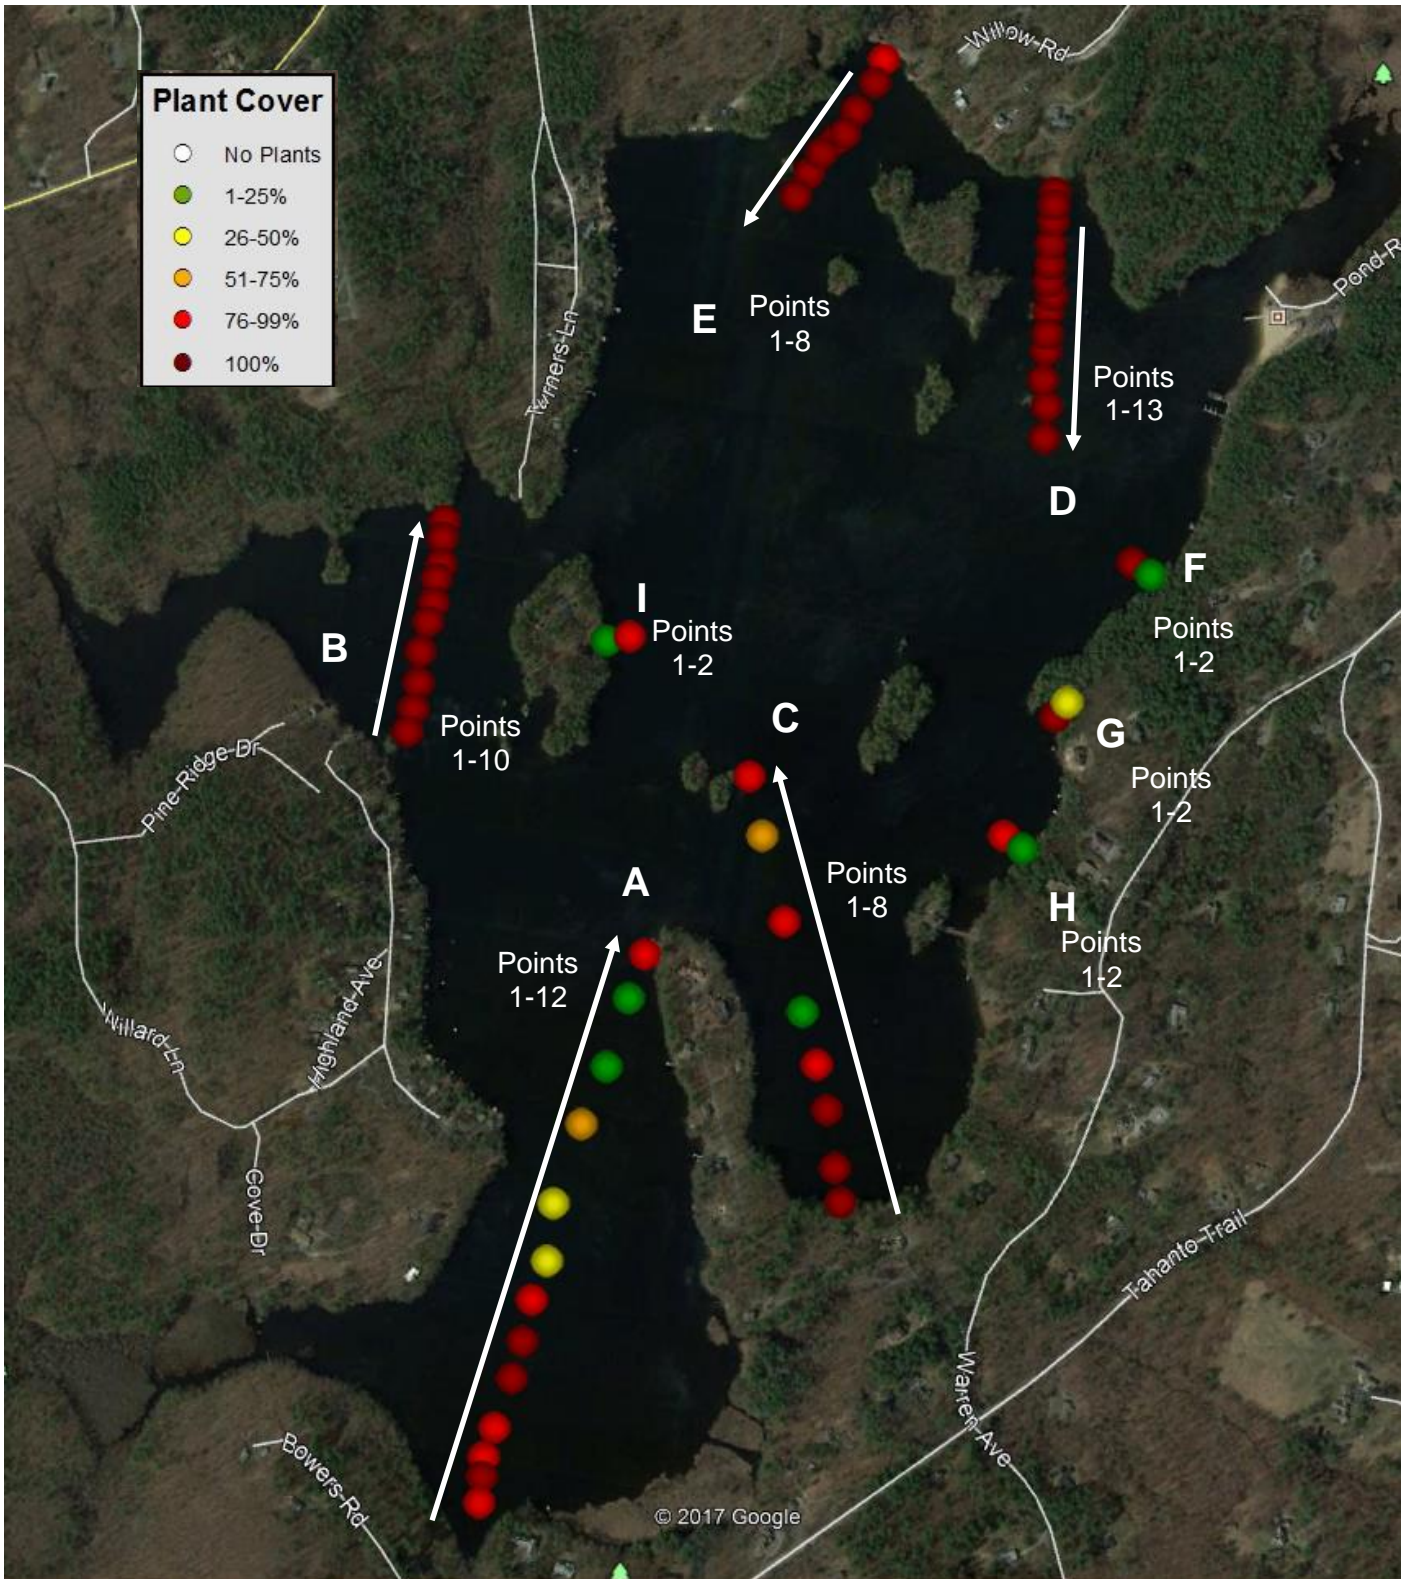 Willow Rd
Plant Cover
No Plants
1-25%
26-50%
51-75%
76-99%
100%
Pond R
Turners Ln
E
Points
1-8
Points
1-13
D
F
Points
1-2
I
Points
1-2
B
C
G
Points
1-10
Points
1-2
Pine Ridge Dr
A
Points
1-8
H
Points
1-2
Points
1-12
Willard Ln
Highland Ave
Cove Dr
Tahanto Trail
Warren Ave
Bowers Rd
© 2017 Google